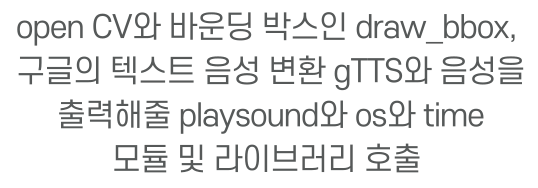 open CV와 바운딩 박스인 draw_bbox,
구글의 텍스트 음성 변환 gTTS와 음성을
출력해줄 playsound와 os와 time
모듈 및 라이브러리 호출